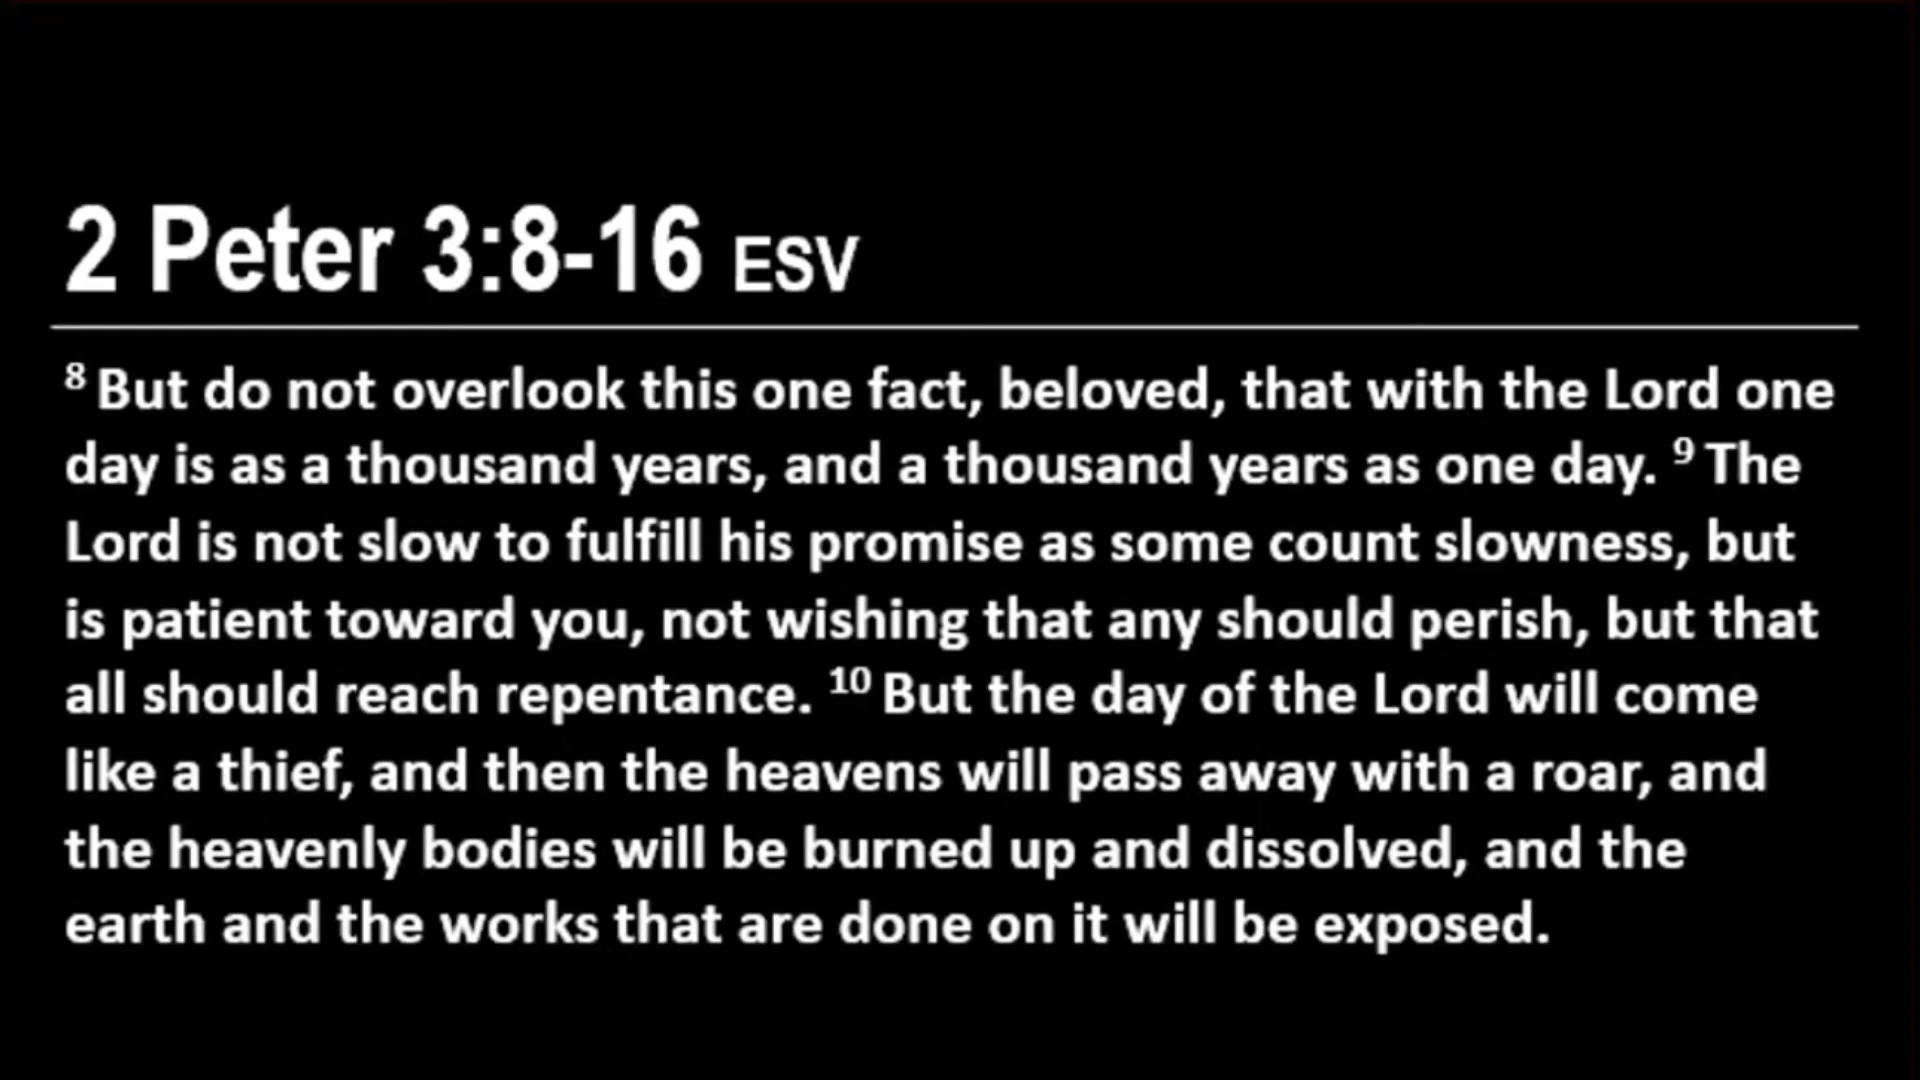 2 Peter 3:8-16 ESV
8 But do not overlook this one fact, beloved, that with the Lord one
day is as a thousand years, and a thousand years as one day. 9 The
Lord is not slow to fulfill his promise as some count slowness, but
is patient toward you, not wishing that any should perish, but that
all should reach repentance. 10 But the day of the Lord will come
like a thief, and then the heavens will pass away with a roar, and
the heavenly bodies will be burned up and dissolved, and the
earth and the works that are done on it will be exposed.